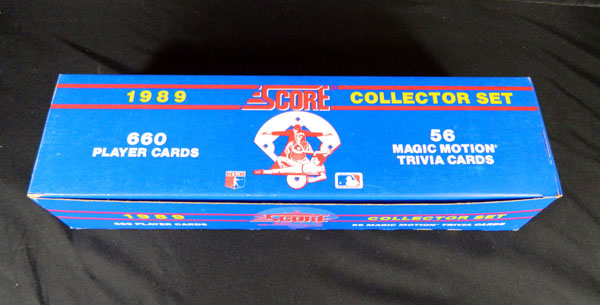 1989 SCORE COLLECTOR SET
660
PLAYER CARDS
56
MAGIC MOTION®
TRIVIA CARDS
1989 SCORE COLLECTOR SET
660 PLAYER CARDS
56 MAGIC MOTION® TRIVIA CARDS